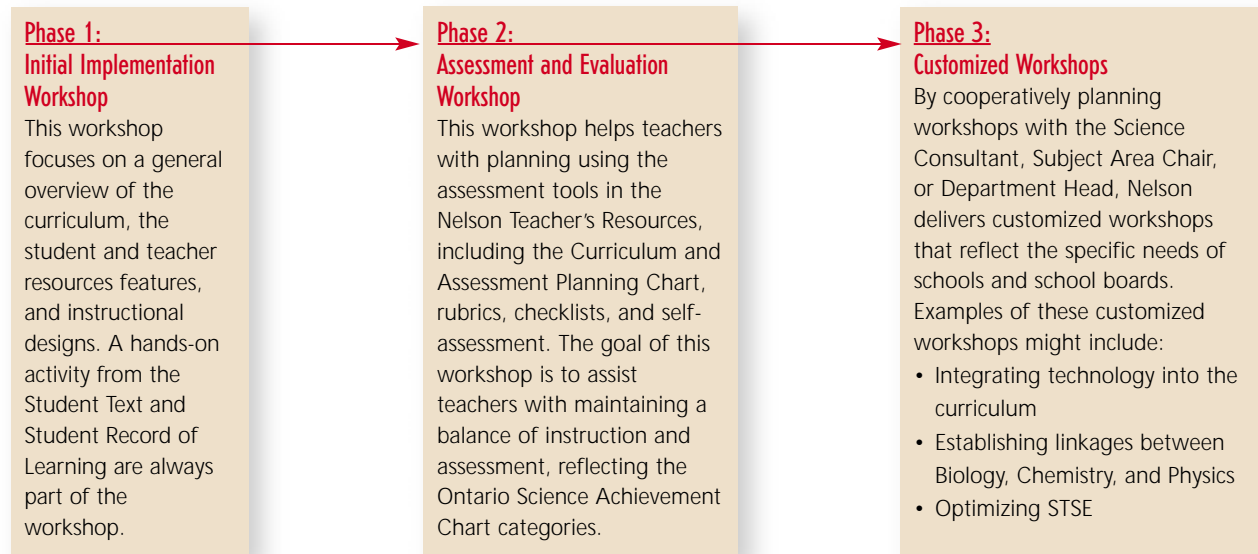 Phase 1:
Initial Implementation
Workshop
This workshop
focuses on a general
overview of the
curriculum, the
student and teacher
resources features,
and instructional
designs. A hands-on
activity from the
Student Text and
Student Record of
Learning are always
part of the
workshop.
Phase 2:
Assessment and Evaluation
Workshop
This workshop helps teachers
with planning using the
assessment tools in the
Nelson Teacher's Resources,
including the Curriculum and
Assessment Planning Chart,
rubrics, checklists, and self-
assessment. The goal of this
workshop is to assist
teachers with maintaining a
balance of instruction and
assessment, reflecting the
Ontario Science Achievement
Chart categories.
Phase 3:
Customized Workshops
By cooperatively planning
workshops with the Science
Consultant, Subject Area Chair,
or Department Head, Nelson
delivers customized workshops
that reflect the specific needs of
schools and school boards.
Examples of these customized
workshops might include:
• Integrating technology into the
curriculum
• Establishing linkages between
Biology, Chemistry, and Physics
• Optimizing STSE